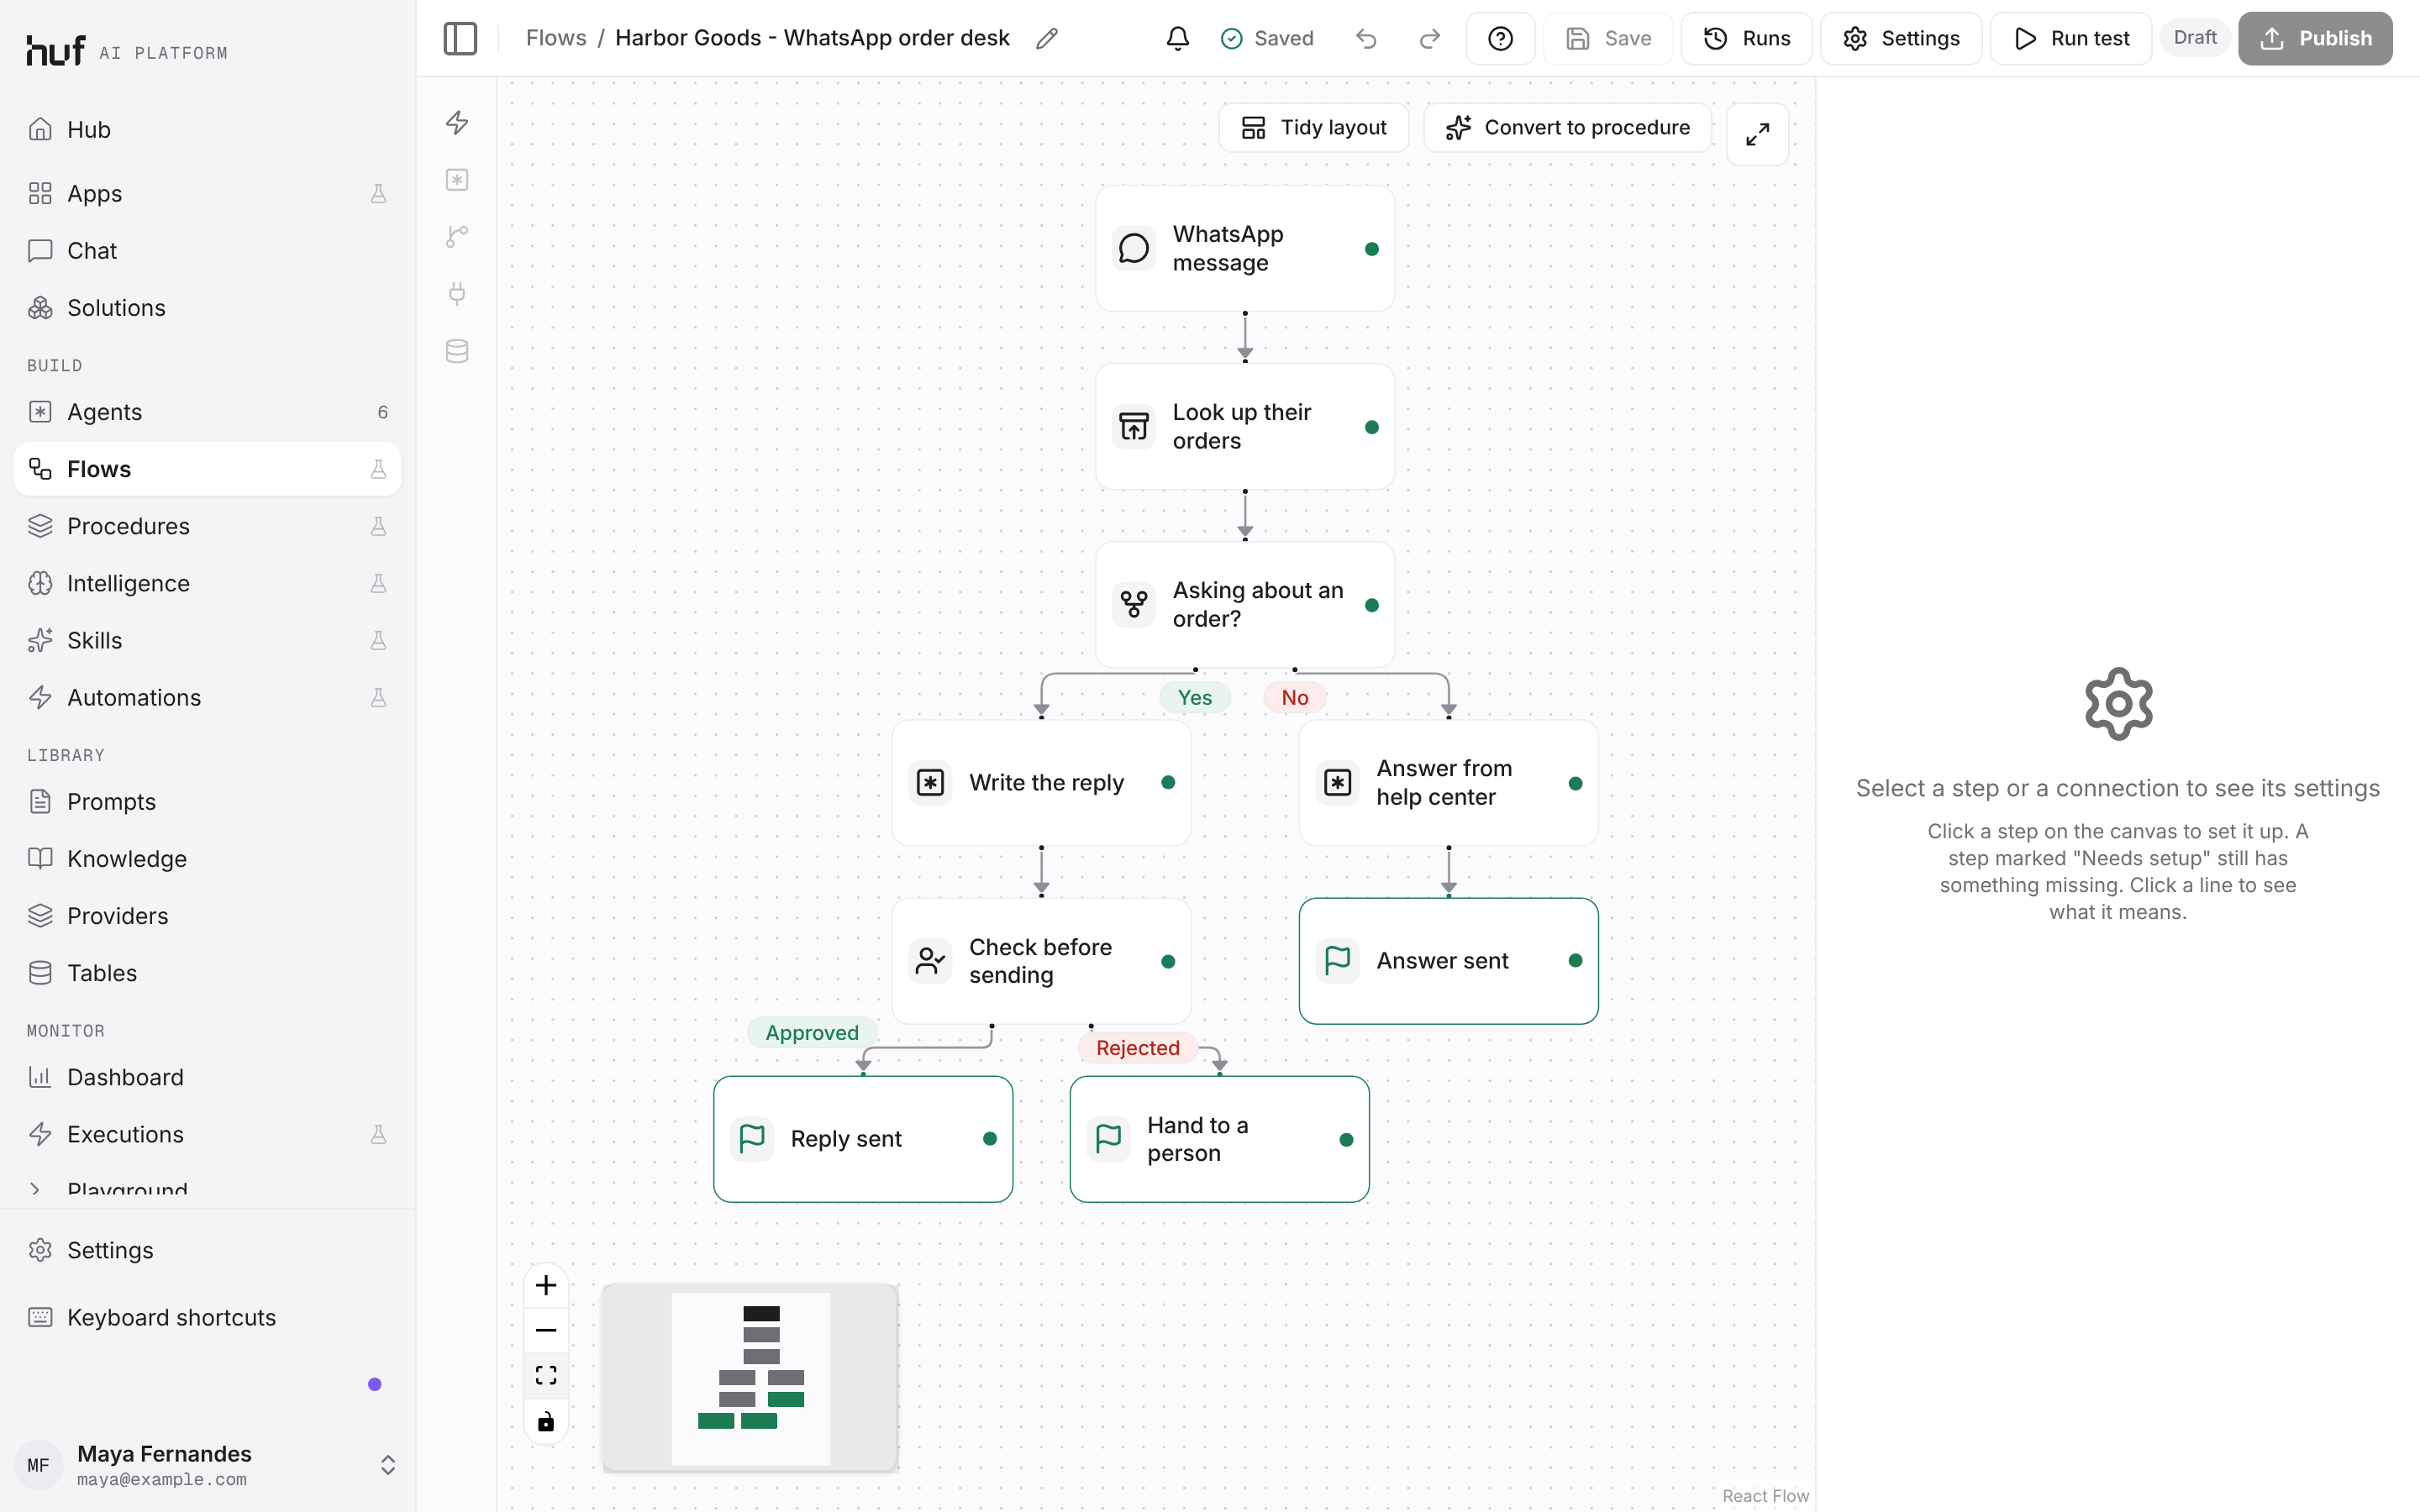 huf AI PLATFORM
Hub
Apps
Chat
Solutions
BUILD
Agents 6
Flows
Procedures
Intelligence
Skills
Automations
LIBRARY
Prompts
Knowledge
Providers
Tables
MONITOR
Dashboard
Executions
Playground
Settings
Keyboard shortcuts
MF
Maya Fernandes
maya@example.com
Flows / Harbor Goods - WhatsApp order desk
Saved
Save
Runs
Settings
Run test
Draft
Publish
Tidy layout
Convert to procedure
WhatsApp
message
Look up their
orders
Asking about an
order?
Yes
No
Write the reply
Answer from
help center
Check before
sending
Answer sent
Approved
Rejected
Reply sent
Hand to a
person
React Flow
Select a step or a connection to see its settings
Click a step on the canvas to set it up. A
step marked "Needs setup" still has
something missing. Click a line to see
what it means.